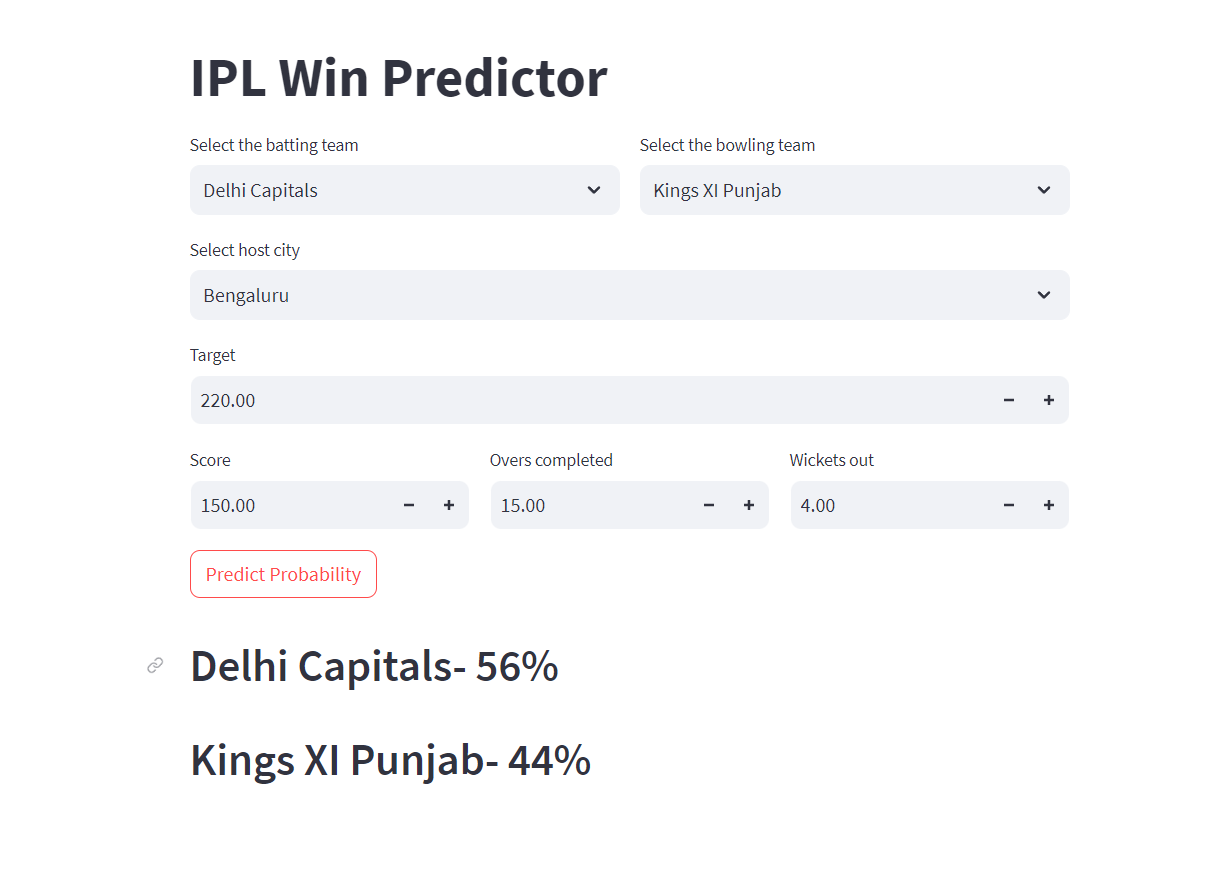 IPL Win Predictor
Select the batting team
Select the bowling team
Delhi Capitals
Kings XI Punjab
Select host city
Bengaluru
Target
220.00
Score
Overs completed
Wickets out
150.00
15.00
4.00
Predict Probability
Delhi Capitals- 56%
Kings XI Punjab- 44%